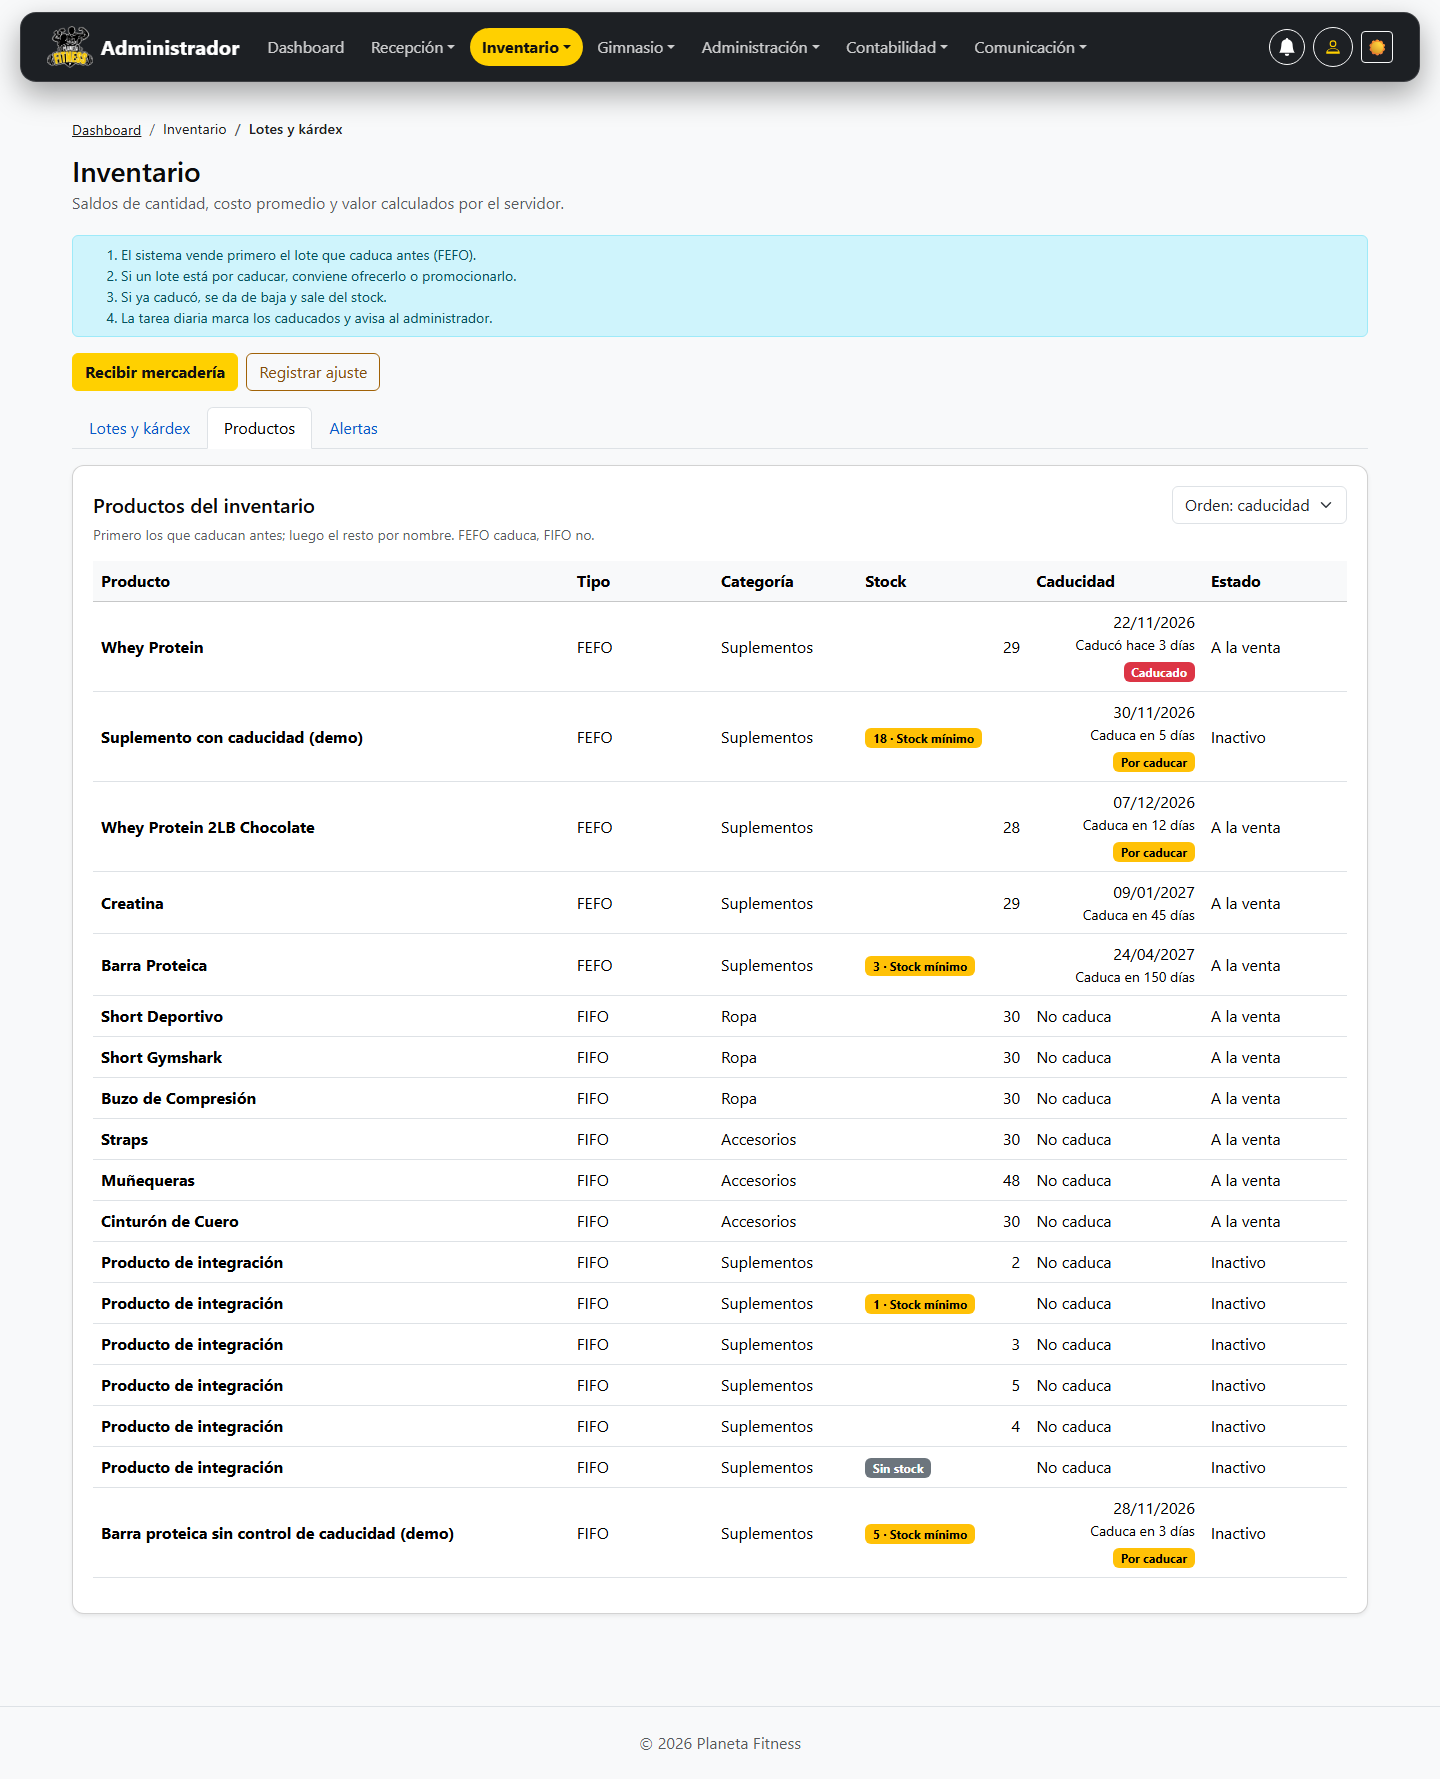 Administrador Dashboard Recepción Inventario Gimnasio Administración Contabilidad Comunicación
Dashboard / Inventario / Lotes y kárdex
Inventario
Saldos de cantidad, costo promedio y valor calculados por el servidor.
1. El sistema vende primero el lote que caduca antes (FEFO).
2. Si un lote está por caducar, conviene ofrecerlo o promocionarlo.
3. Si ya caducó, se da de baja y sale del stock.
4. La tarea diaria marca los caducados y avisa al administrador.
Recibir mercadería Registrar ajuste
Lotes y kárdex Productos Alertas
Productos del inventario Orden: caducidad
Primero los que caducan antes; luego el resto por nombre. FEFO caduca, FIFO no.
Producto Tipo Categoría Stock Caducidad Estado
22/11/2026
Whey Protein FEFO Suplementos 29 Caducó hace 3 días A la venta
Caducado
30/11/2026
Suplemento con caducidad (demo) FEFO Suplementos 18 · Stock mínimo Caduca en 5 días Inactivo
Por caducar
07/12/2026
Whey Protein 2LB Chocolate FEFO Suplementos 28 Caduca en 12 días A la venta
Por caducar
09/01/2027
Creatina FEFO Suplementos 29 Caduca en 45 días A la venta
24/04/2027
Barra Proteica FEFO Suplementos 3 · Stock mínimo Caduca en 150 días A la venta
Short Deportivo FIFO Ropa 30 No caduca A la venta
Short Gymshark FIFO Ropa 30 No caduca A la venta
Buzo de Compresión FIFO Ropa 30 No caduca A la venta
Straps FIFO Accesorios 30 No caduca A la venta
Muñequeras FIFO Accesorios 48 No caduca A la venta
Cinturón de Cuero FIFO Accesorios 30 No caduca A la venta
Producto de integración FIFO Suplementos 2 No caduca Inactivo
Producto de integración FIFO Suplementos 1 · Stock mínimo No caduca Inactivo
Producto de integración FIFO Suplementos 3 No caduca Inactivo
Producto de integración FIFO Suplementos 5 No caduca Inactivo
Producto de integración FIFO Suplementos 4 No caduca Inactivo
Producto de integración FIFO Suplementos Sin stock No caduca Inactivo
28/11/2026
Barra proteica sin control de caducidad (demo) FIFO Suplementos 5 · Stock mínimo Caduca en 3 días Inactivo
Por caducar
© 2026 Planeta Fitness